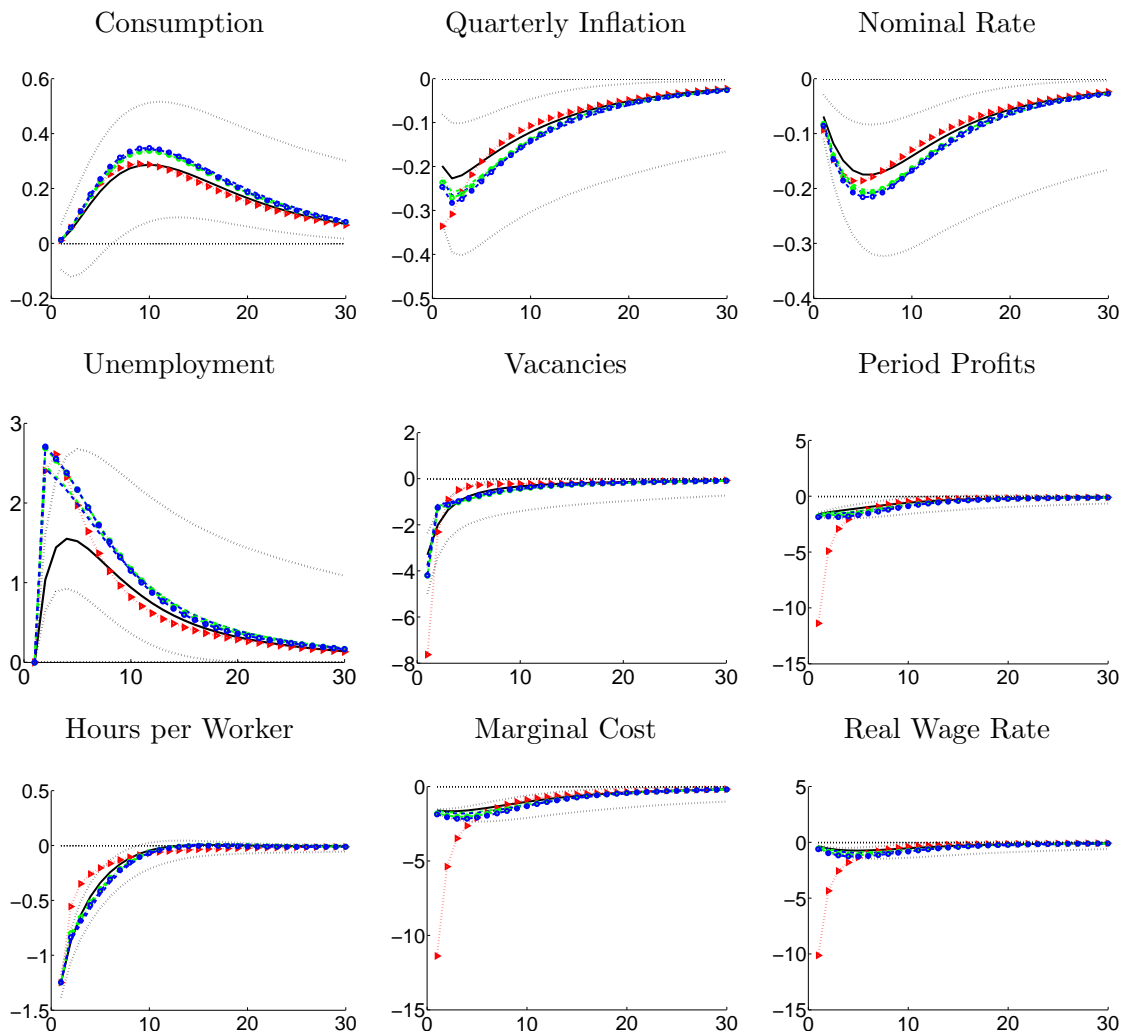 Consumption Quarterly Inflation Nominal Rate
0.6 0 0
0.4 −0.1 −0.1
0.2 −0.2 −0.2
0 −0.3 −0.3
−0.2 −0.4 −0.4
−0.5
0 10 20 30 0 10 20 30 0 10 20 30
Unemployment Vacancies Period Profits
3 2 5
2 0 0
1 −2 −5
0 −4 −10
−6 −15
−8
0 10 20 30 0 10 20 30 0 10 20 30
Hours per Worker Marginal Cost Real Wage Rate
0.5 0 5
0 −5 0
−0.5 −10 −5
−1 −15 −10
−1.5 −15
0 10 20 30 0 10 20 30 0 10 20 30